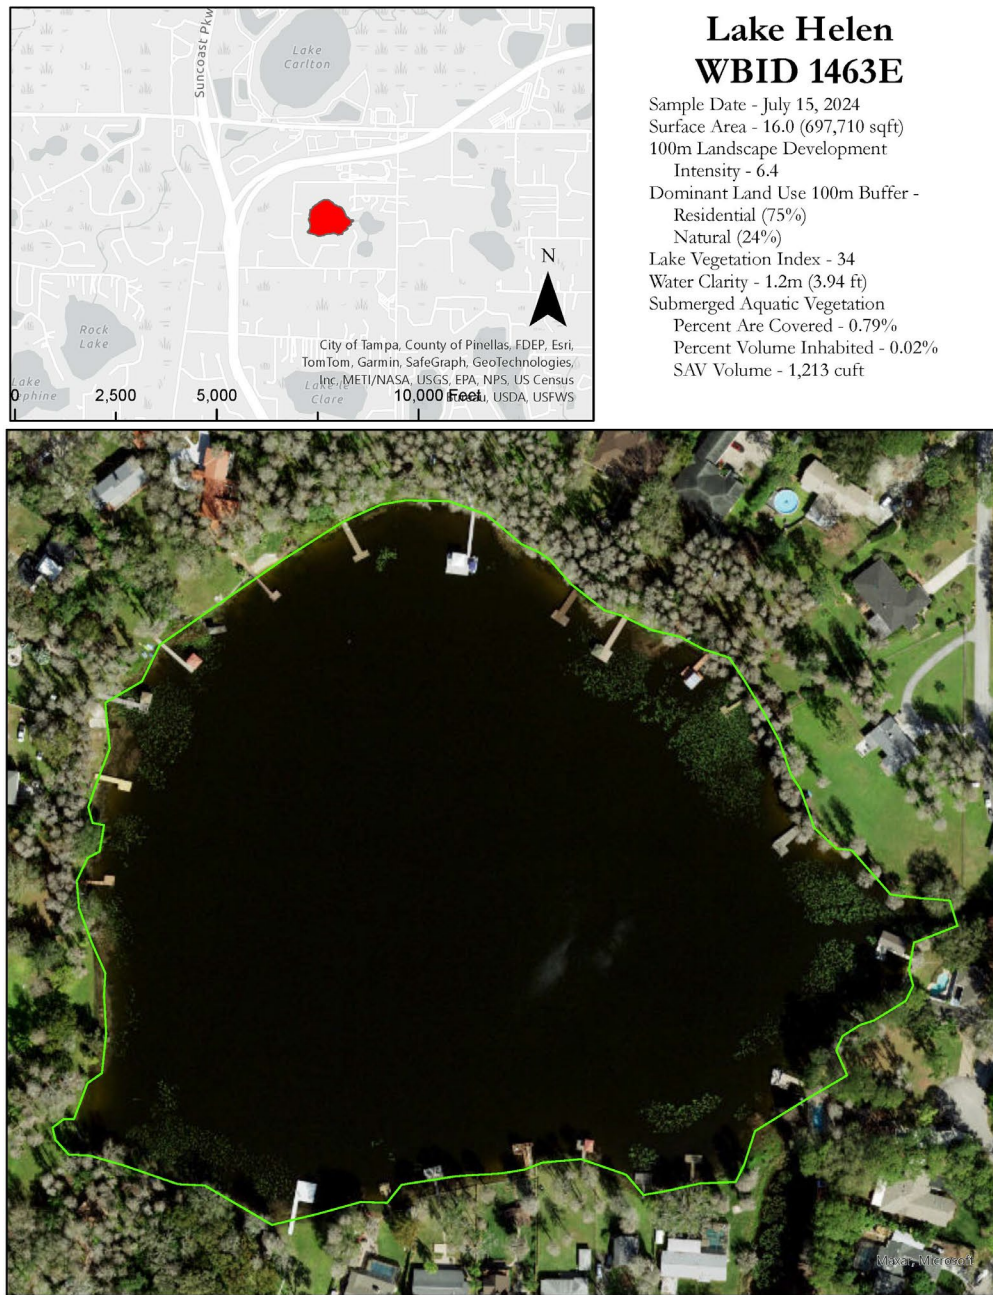 Lake Helen
WBID 1463E
Sample Date - July 15, 2024
Surface Area - 16.0 (697,710 sqft)
100m Landscape Development
Intensity - 6.4
Dominant Land Use 100m Buffer -
Residential (75%)
Natural (24%)
Lake Vegetation Index - 34
Water Clarity - 1.2m (3.94 ft)
Submerged Aquatic Vegetation
Percent Are Covered - 0.79%
Percent Volume Inhabited - 0.02%
SAV Volume - 1,213 cuft
Suncoast Pkwy
Lake
Carlton
N
Rock
Lake
City of Tampa, County of Pinellas, FDEP, Esri,
TomTom, Garmin, SafeGraph, GeoTechnologies,
Inc, METI/NASA, USGS, EPA, NPS, US Census
Bureau, USDA, USFWS
Lake
Clare
0 2,500 5,000 10,000 Feet
Maxar, Microsoft